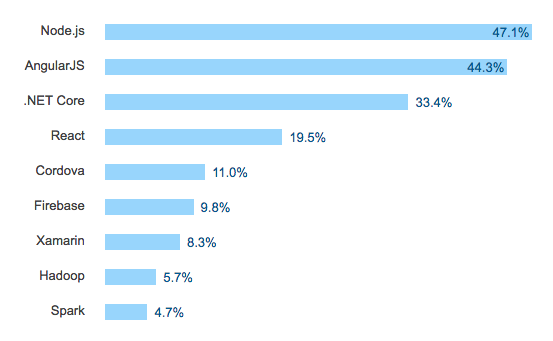 Node.js 47.1%
AngularJS 44.3%
.NET Core 33.4%
React 19.5%
Cordova 11.0%
Firebase 9.8%
Xamarin 8.3%
Hadoop 5.7%
Spark 4.7%